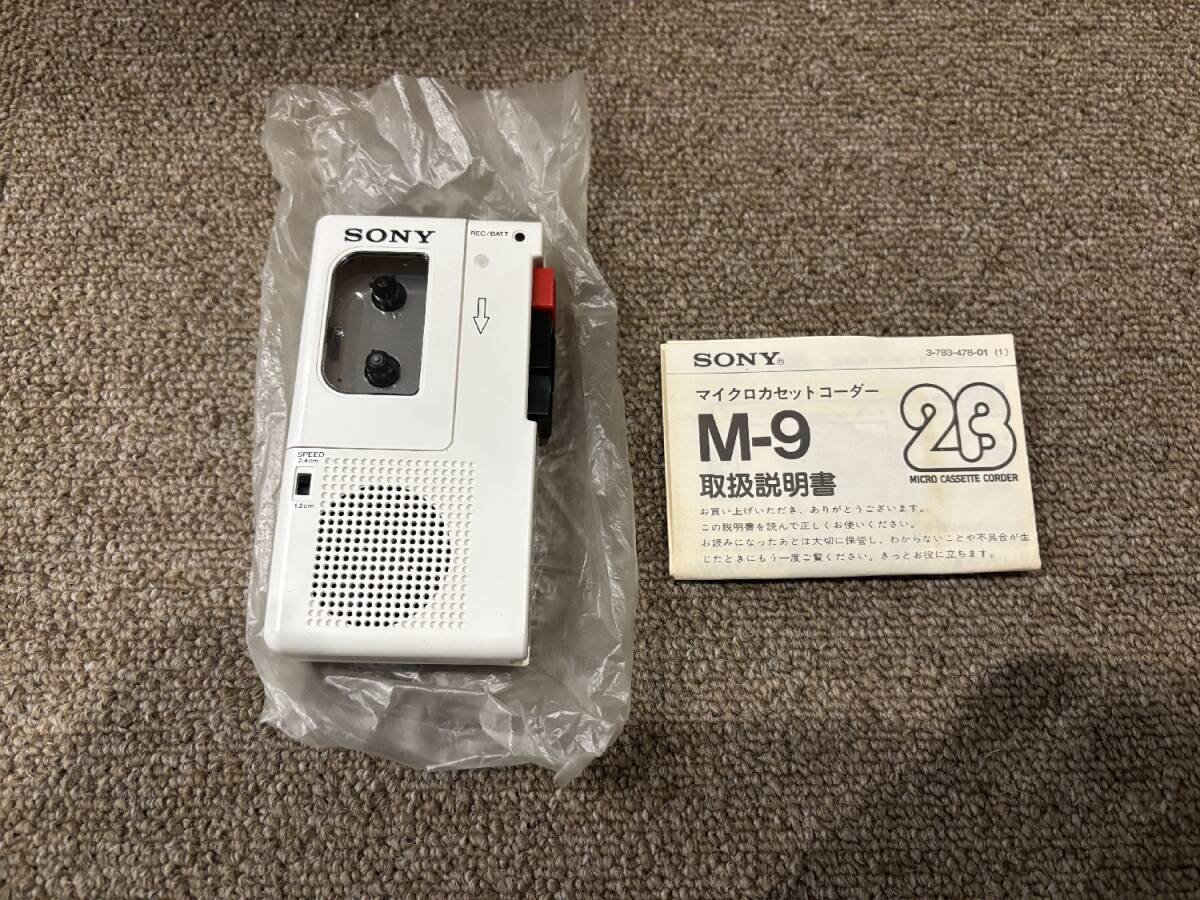 SONY
REC/BATT
SPEED
2.4cm
1.2cm
SONY®
3-783-478-01 (1)
マイクロカセットコーダー
M-9
取扱説明書
MICRO CASSETTE CORDER
お買い上げいただき、ありがとうございます。
この説明書を読んで正しくお使いください。
お読みになったあとは大切に保管し、わからないことや不具合が生
じたときにもう一度ご覧ください。きっとお役に立ちます。